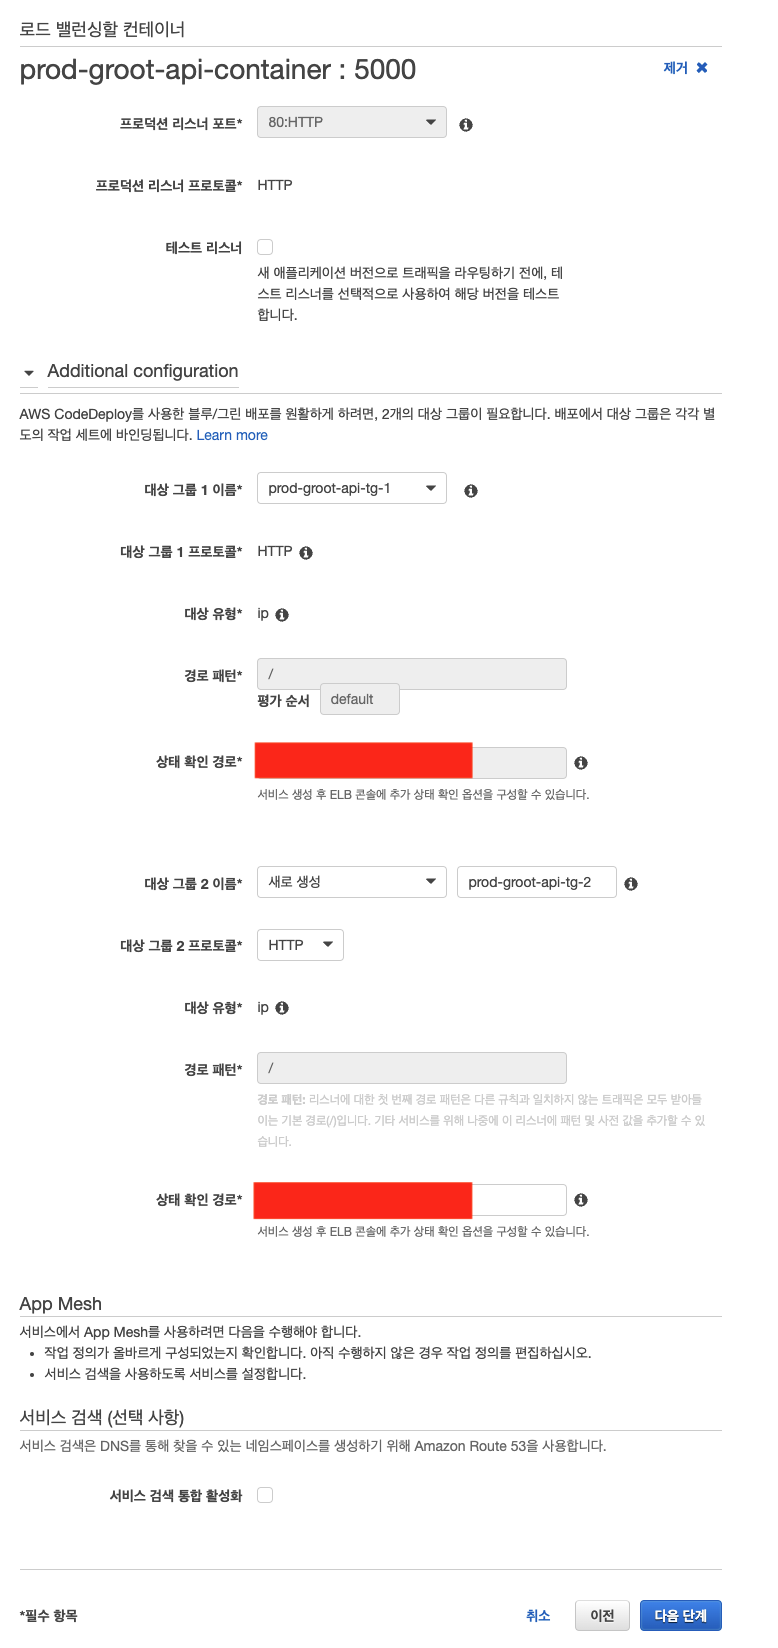 로드 밸런싱할 컨테이너
prod-groot-api-container : 5000
제거 ✖
프로덕션 리스너 포트*
80:HTTP
프로덕션 리스너 프로토콜*
HTTP
테스트 리스너
새 애플리케이션 버전으로 트래픽을 라우팅하기 전에, 테
스트 리스너를 선택적으로 사용하여 해당 버전을 테스트
합니다.
Additional configuration
AWS CodeDeploy를 사용한 블루/그린 배포를 원활하게 하려면, 2개의 대상 그룹이 필요합니다. 배포에서 대상 그룹은 각각 별
도의 작업 세트에 바인딩됩니다. Learn more
대상 그룹 1 이름*
prod-groot-api-tg-1
대상 그룹 1 프로토콜*
HTTP
대상 유형*
ip
경로 패턴*
/
평가 순서
default
상태 확인 경로*
서비스 생성 후 ELB 콘솔에 추가 상태 확인 옵션을 구성할 수 있습니다.
대상 그룹 2 이름*
새로 생성
prod-groot-api-tg-2
대상 그룹 2 프로토콜*
HTTP
대상 유형*
ip
경로 패턴*
/
경로 패턴: 리스너에 대한 첫 번째 경로 패턴은 다른 규칙과 일치하지 않는 트래픽은 모두 받아들
이는 기본 경로(/)입니다. 기타 서비스를 위해 나중에 이 리스너에 패턴 및 사전 값을 추가할 수 있
습니다.
상태 확인 경로*
서비스 생성 후 ELB 콘솔에 추가 상태 확인 옵션을 구성할 수 있습니다.
App Mesh
서비스에서 App Mesh를 사용하려면 다음을 수행해야 합니다.
• 작업 정의가 올바르게 구성되었는지 확인합니다. 아직 수행하지 않은 경우 작업 정의를 편집하십시오.
• 서비스 검색을 사용하도록 서비스를 설정합니다.
서비스 검색 (선택 사항)
서비스 검색은 DNS를 통해 찾을 수 있는 네임스페이스를 생성하기 위해 Amazon Route 53을 사용합니다.
서비스 검색 통합 활성화
*필수 항목
취소
이전
다음 단계